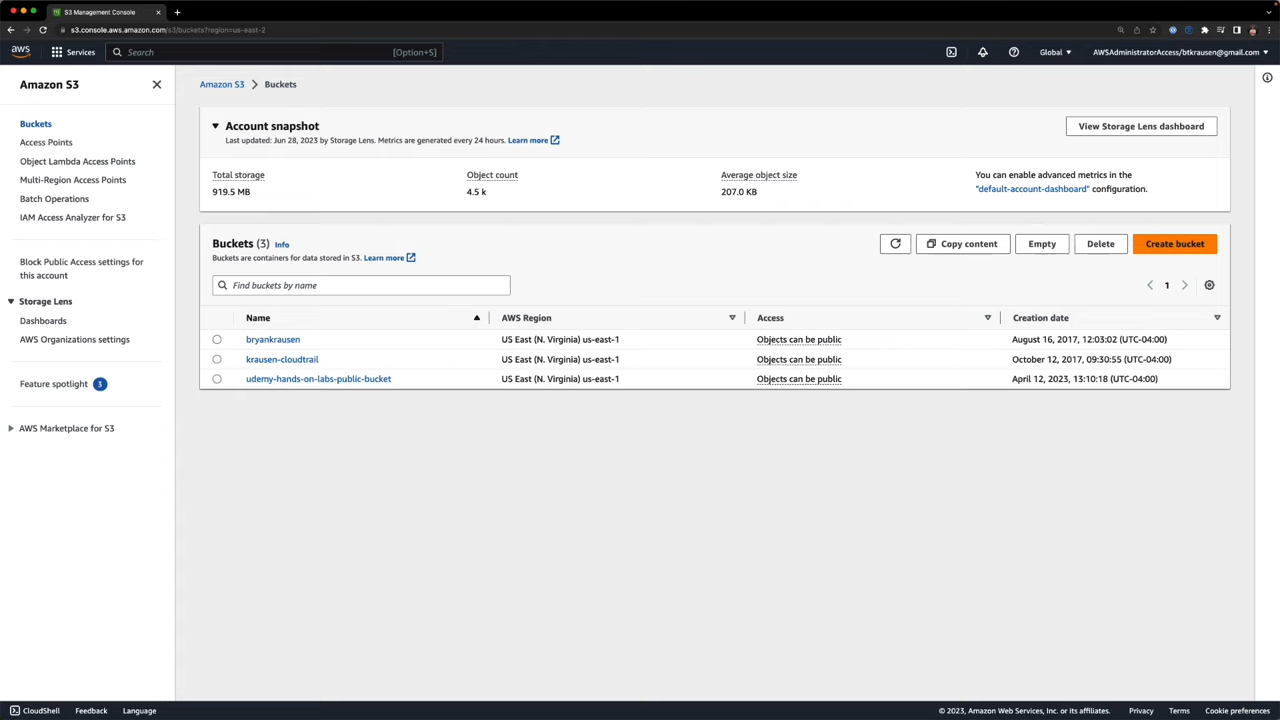 S3 Management Console
s3.console.aws.amazon.com/s3/buckets?region=us-east-2
aws
Services
Search
[Option+S]
Global
AWSAdministratorAccess/btkrausen@gmail.com
Amazon S3
Buckets
Access Points
Object Lambda Access Points
Multi-Region Access Points
Batch Operations
IAM Access Analyzer for S3
Block Public Access settings for
this account
Storage Lens
Dashboards
AWS Organizations settings
Feature spotlight 3
AWS Marketplace for S3
Amazon S3 > Buckets
Account snapshot
Last updated: Jun 28, 2023 by Storage Lens. Metrics are generated every 24 hours. Learn more
View Storage Lens dashboard
Total storage
919.5 MB
Object count
4.5 k
Average object size
207.0 KB
You can enable advanced metrics in the
"default-account-dashboard" configuration.
Buckets (3) Info
Buckets are containers for data stored in S3. Learn more
Copy content
Empty
Delete
Create bucket
Find buckets by name
1
Name AWS Region Access Creation date
bryankrausen US East (N. Virginia) us-east-1 Objects can be public August 16, 2017, 12:03:02 (UTC-04:00)
krausen-cloudtrail US East (N. Virginia) us-east-1 Objects can be public October 12, 2017, 09:30:55 (UTC-04:00)
udemy-hands-on-labs-public-bucket US East (N. Virginia) us-east-1 Objects can be public April 12, 2023, 13:10:18 (UTC-04:00)
CloudShell Feedback Language
© 2023, Amazon Web Services, Inc. or its affiliates. Privacy Terms Cookie preferences